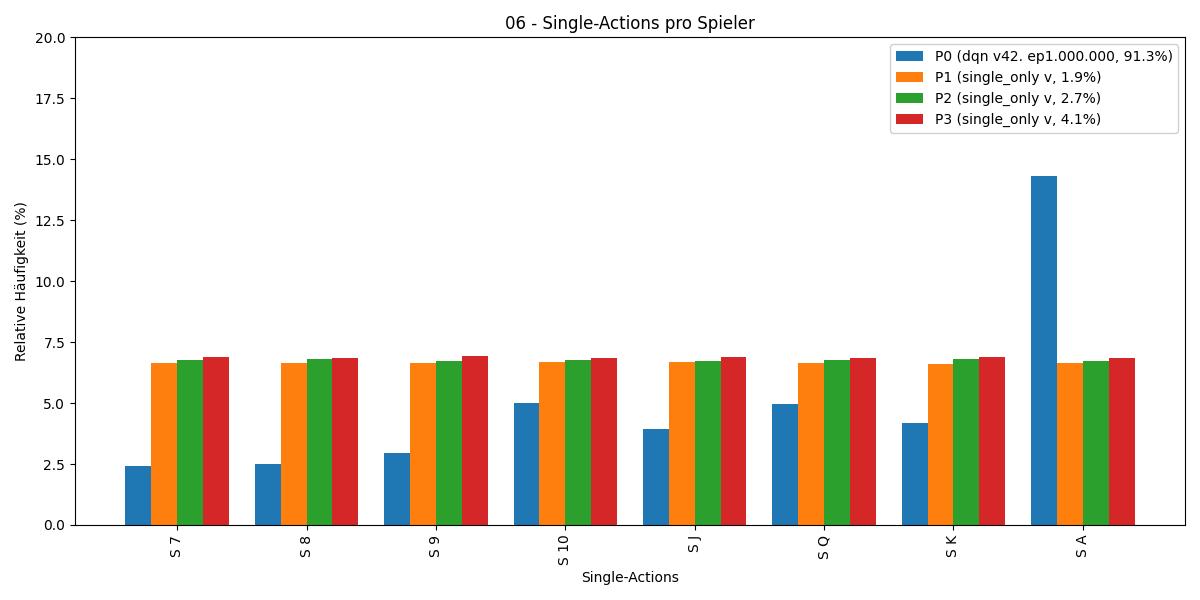 06 - Single-Actions pro Spieler
20.0
17.5
15.0
12.5
10.0
7.5
5.0
2.5
0.0
Relative Häufigkeit (%)
P0 (dqn v42. ep1.000.000, 91.3%)
P1 (single_only v, 1.9%)
P2 (single_only v, 2.7%)
P3 (single_only v, 4.1%)
S 7
S 8
S 9
S 10
S J
S Q
S K
S A
Single-Actions